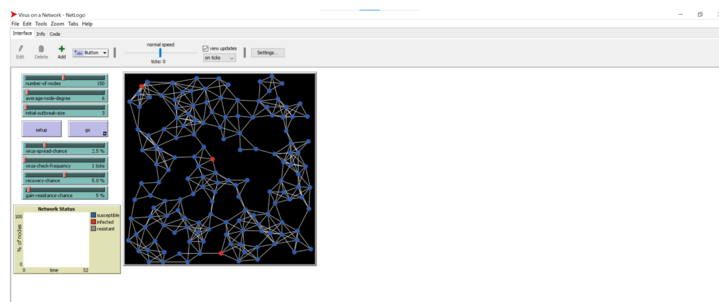 Virus on a Network - NetLogo
File Edit Tools Zoom Tabs Help
Interface Info Code
Edit Delete Add Button normal speed view updates Settings...
ticks: 0 on ticks
number-of-nodes 150
average-node-degree 6
initial-outbreak-size 3
setup go
virus-spread-chance 2.5 %
virus-check-frequency 1 ticks
recovery-chance 5.0 %
gain-resistance-chance 5 %
Network Status
100
% of nodes
0
0 time 52
susceptible
infected
resistant